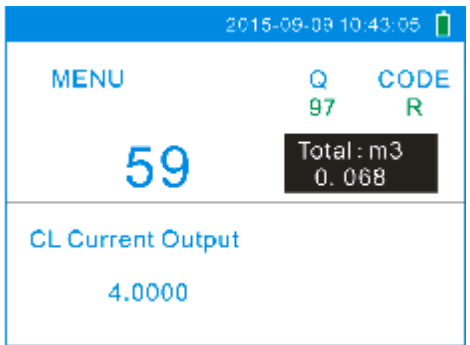 2015-09-09 10:43:05
MENU Q CODE
97 R
59 Total: m3
0. 068
CL Current Output
4.0000